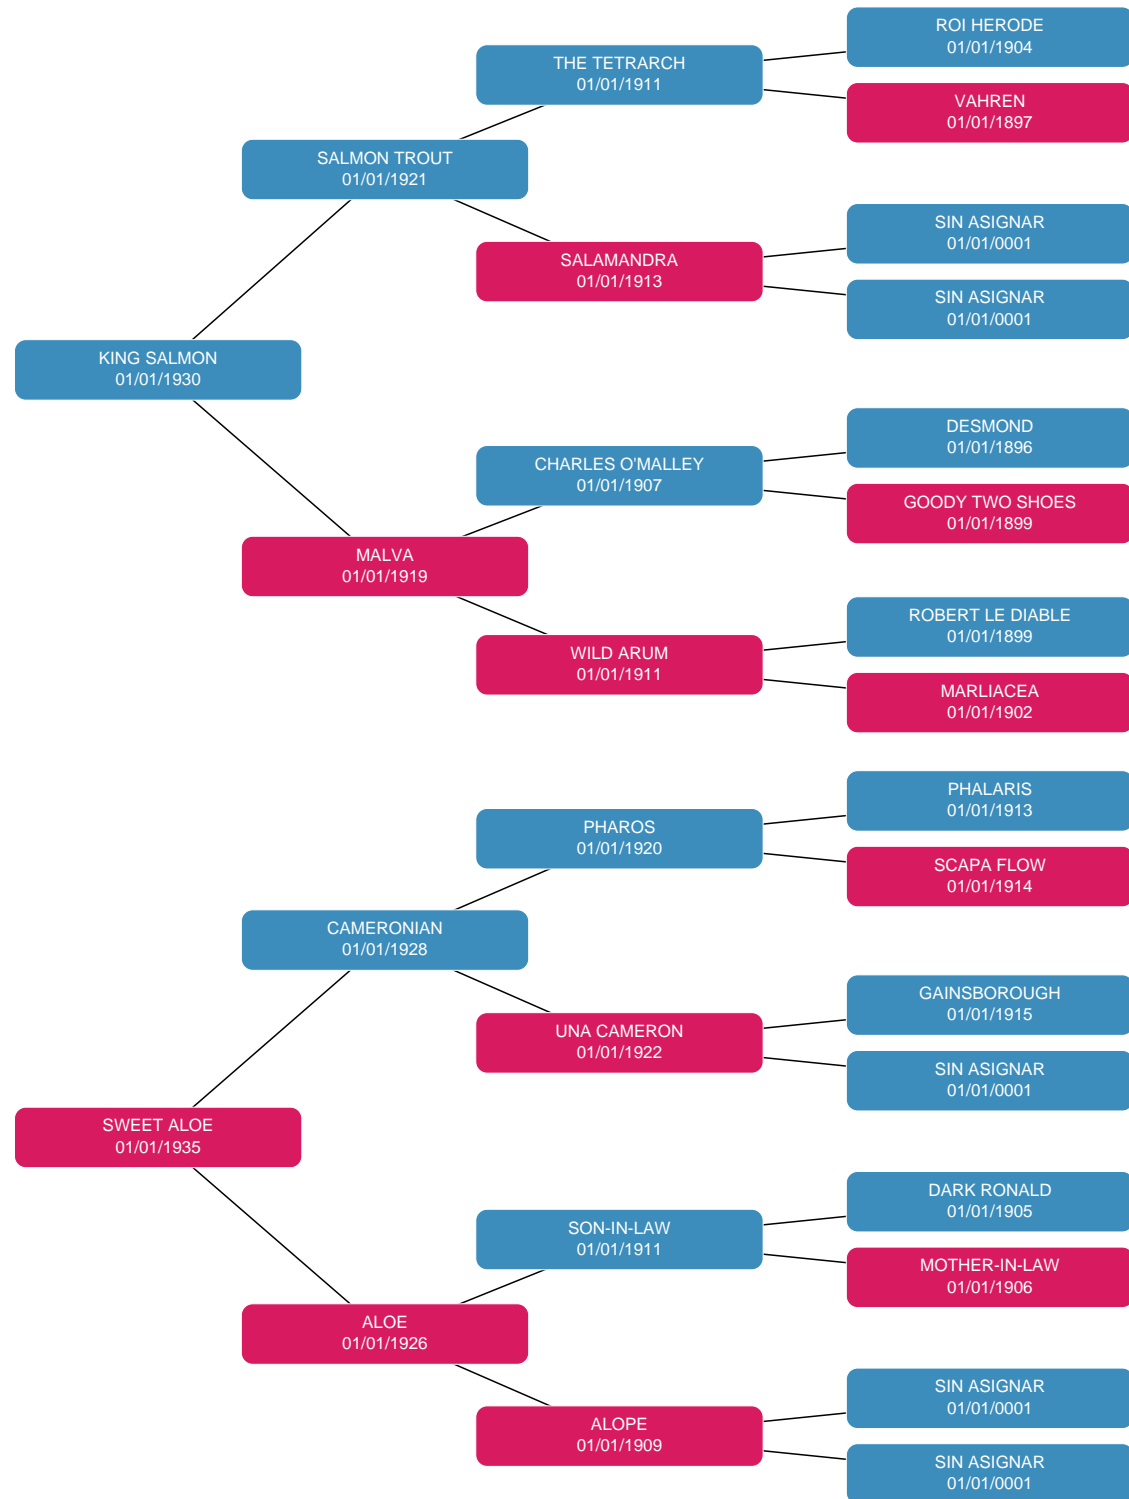 ROI HERODE
01/01/1904
THE TETRARCH
01/01/1911
VAHREN
01/01/1897
SALMON TROUT
01/01/1921
SIN ASIGNAR
01/01/0001
SALAMANDRA
01/01/1913
SIN ASIGNAR
01/01/0001
KING SALMON
01/01/1930
DESMOND
01/01/1896
CHARLES O'MALLEY
01/01/1907
GOODY TWO SHOES
01/01/1899
MALVA
01/01/1919
ROBERT LE DIABLE
01/01/1899
WILD ARUM
01/01/1911
MARLIACEA
01/01/1902
PHALARIS
01/01/1913
PHAROS
01/01/1920
SCAPA FLOW
01/01/1914
CAMERONIAN
01/01/1928
GAINSBOROUGH
01/01/1915
UNA CAMERON
01/01/1922
SIN ASIGNAR
01/01/0001
SWEET ALOE
01/01/1935
DARK RONALD
01/01/1905
SON-IN-LAW
01/01/1911
MOTHER-IN-LAW
01/01/1906
ALOE
01/01/1926
SIN ASIGNAR
01/01/0001
ALOPE
01/01/1909
SIN ASIGNAR
01/01/0001